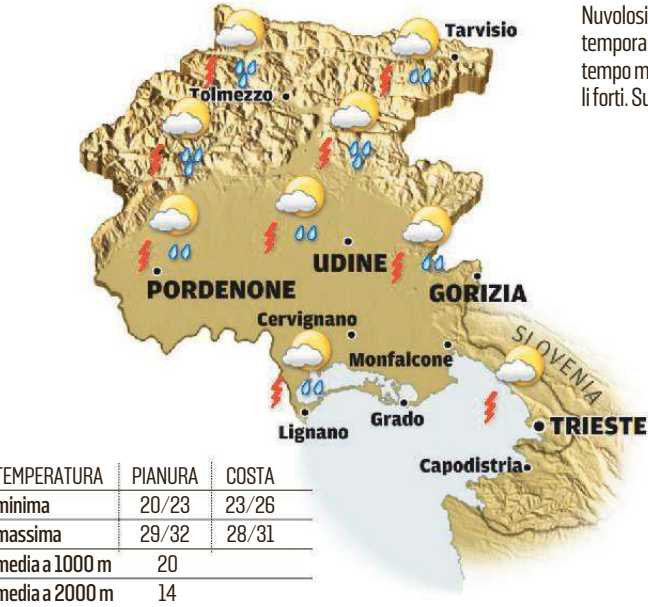 Nuvolosi
tempora
tempo m
li forti. Su
Tarvisio
Tolmezzo
UDINE
PORDENONE
GORIZIA
Cervignano
Monfalcone
SLOVENIA
Grado
Lignano
TRIESTE
Capodistria
TEMPERATURA PIANURA COSTA
minima 20/23 23/26
massima 29/32 28/31
media a 1000 m 20
media a 2000 m 14